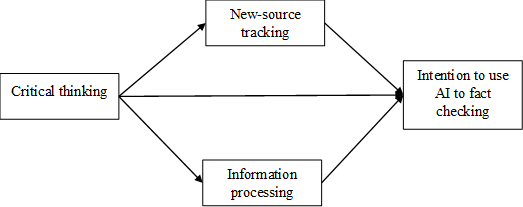 New-source
tracking
Critical thinking
Intention to use
AI to fact
checking
Information
processing